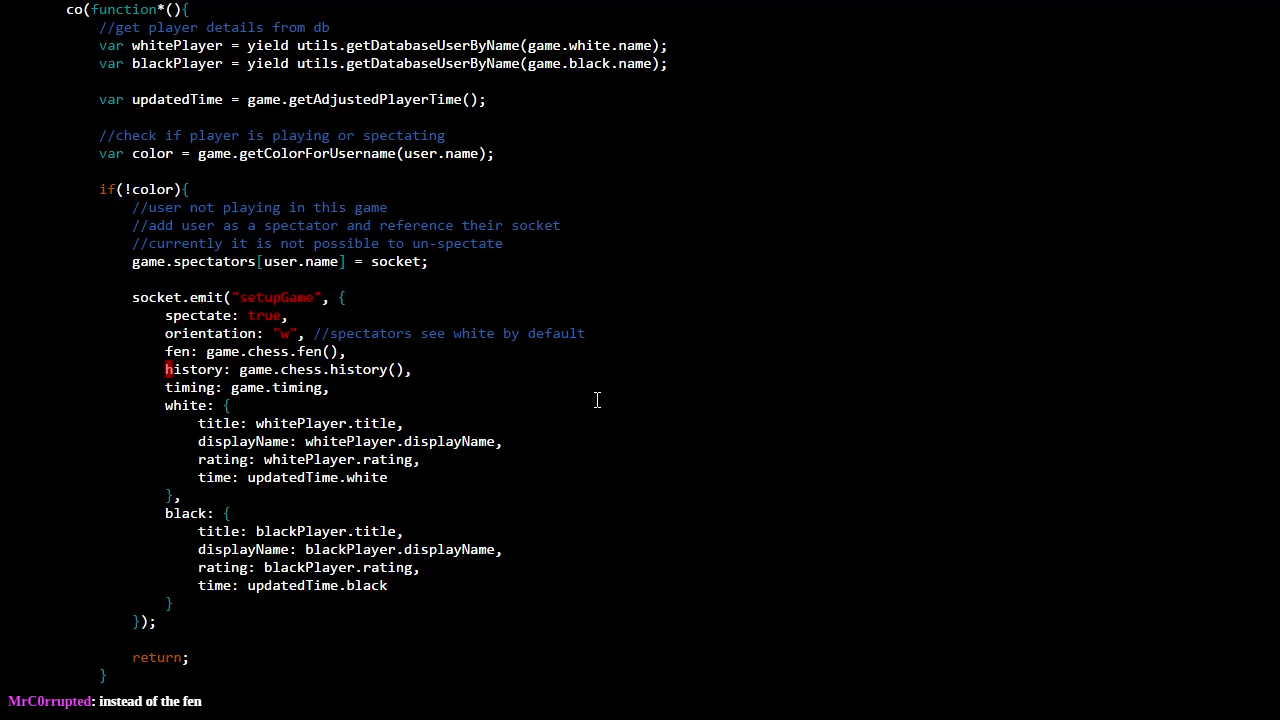 co(function*(){
//get player details from db
var whitePlayer = yield utils.getDatabaseUserByName(game.white.name);
var blackPlayer = yield utils.getDatabaseUserByName(game.black.name);
var updatedTime = game.getAdjustedPlayerTime();
//check if player is playing or spectating
var color = game.getColorForUsername(user.name);
if(!color){
//user not playing in this game
//add user as a spectator and reference their socket
//currently it is not possible to un-spectate
game.spectators[user.name] = socket;
socket.emit("setupGame", {
spectate: true,
orientation: "w", //spectators see white by default
fen: game.chess.fen(),
history: game.chess.history(),
timing: game.timing,
white: {
title: whitePlayer.title,
displayName: whitePlayer.displayName,
rating: whitePlayer.rating,
time: updatedTime.white
},
black: {
title: blackPlayer.title,
displayName: blackPlayer.displayName,
rating: blackPlayer.rating,
time: updatedTime.black
}
});
return;
}
MrC0rrupted: instead of the fen